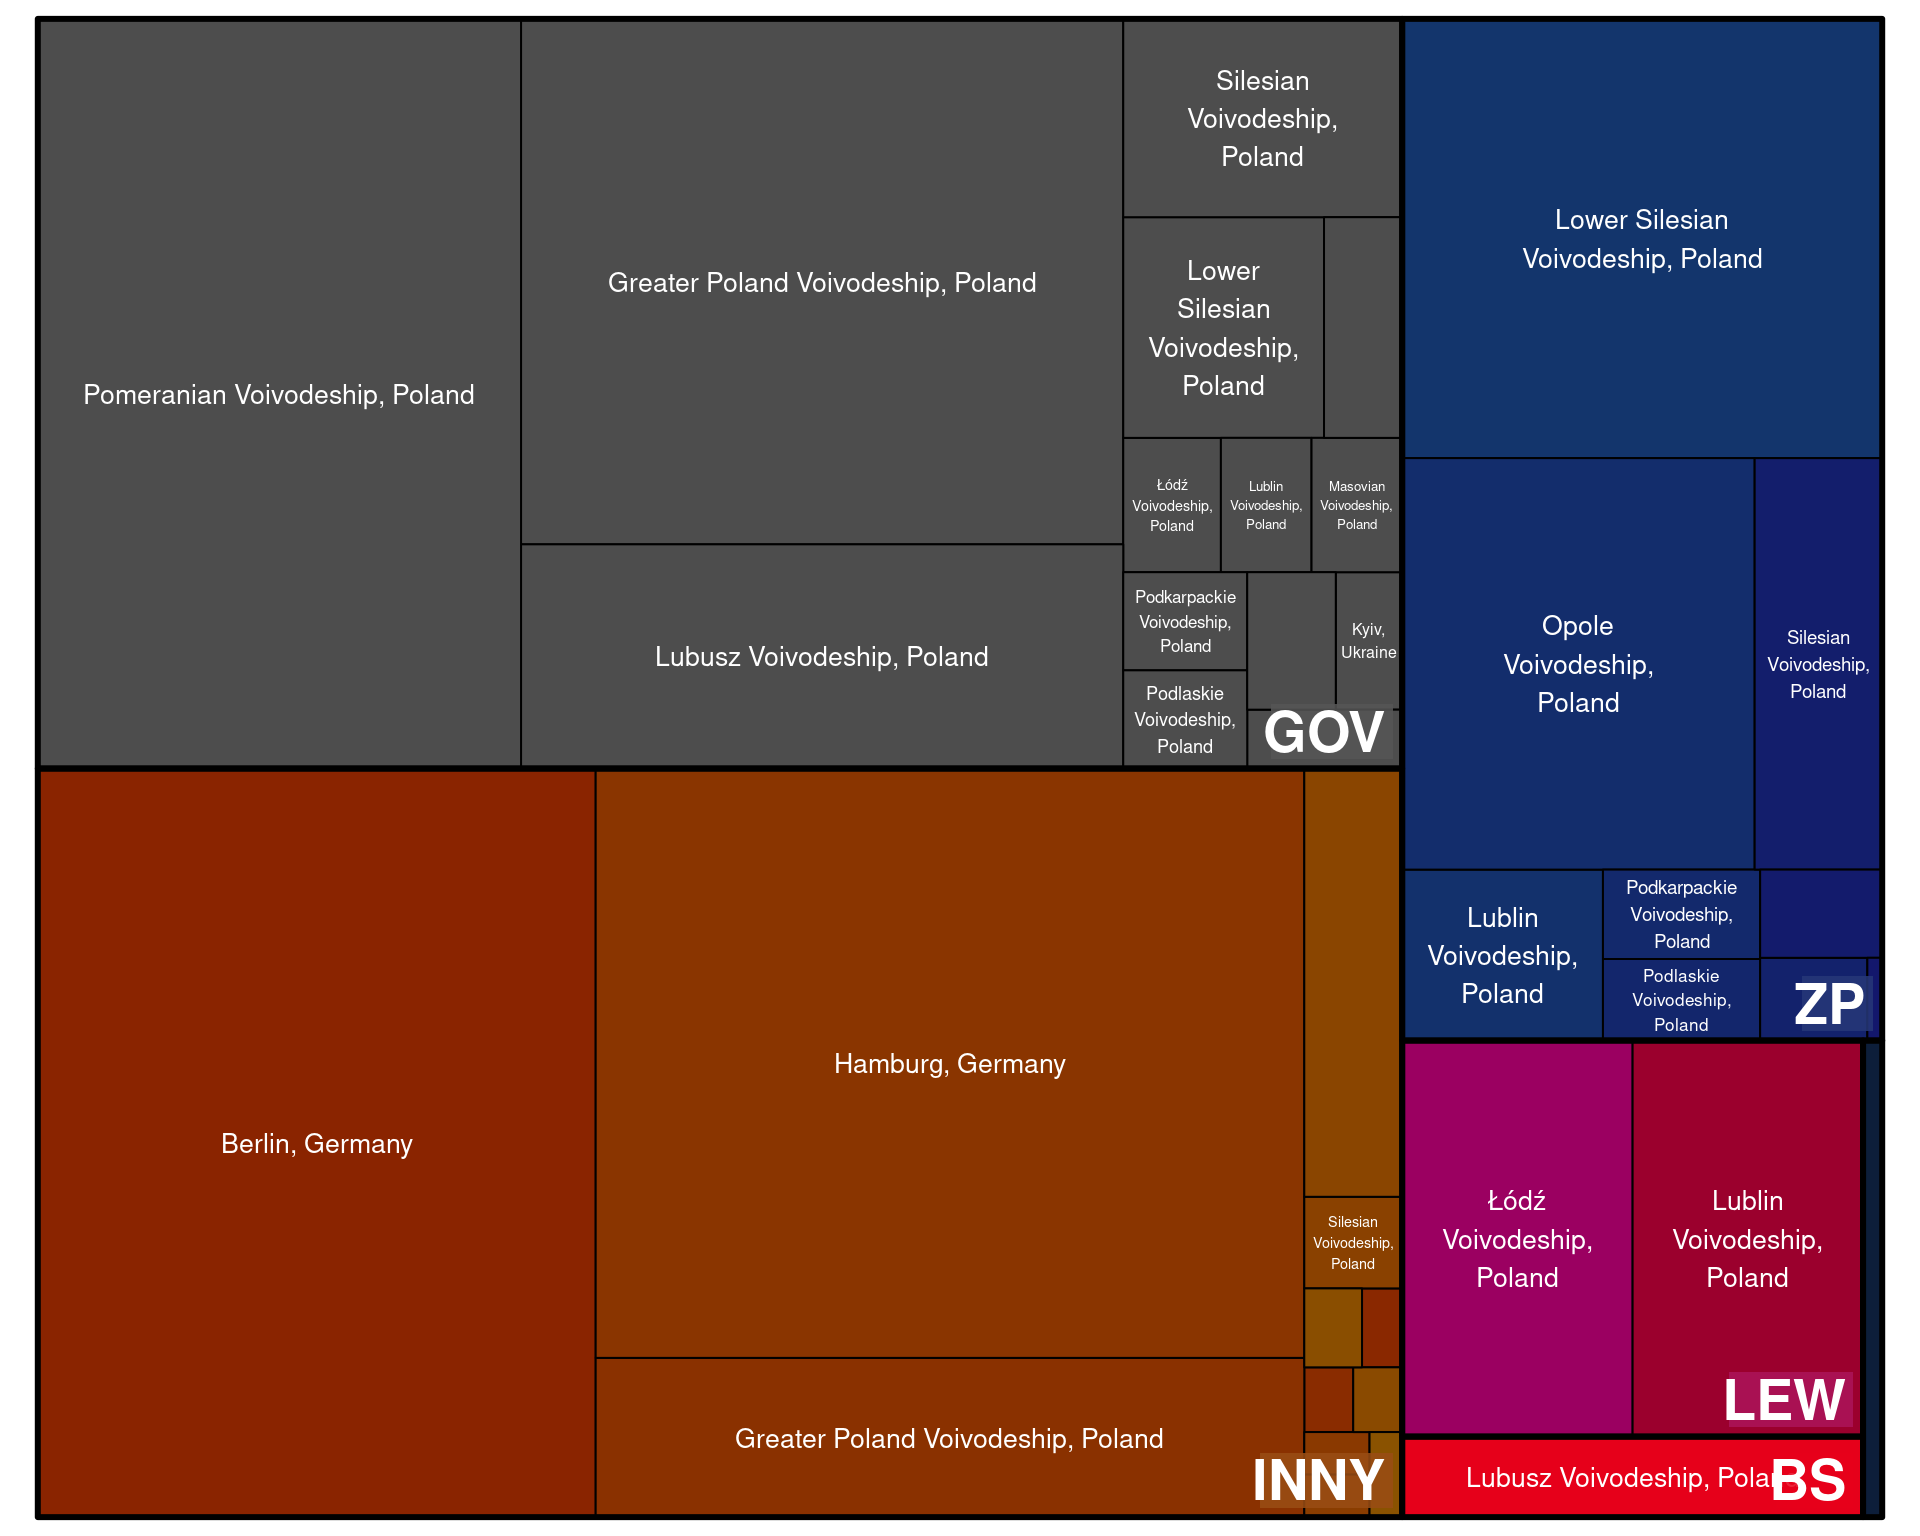 Pomeranian Voivodeship, Poland
Greater Poland Voivodeship, Poland
Lubusz Voivodeship, Poland
Silesian
Voivodeship,
Poland
Lower
Silesian
Voivodeship,
Poland
Łódź
Voivodeship,
Poland
Lublin
Voivodeship,
Poland
Masovian
Voivodeship,
Poland
Podkarpackie
Voivodeship,
Poland
Kyiv,
Ukraine
Podlaskie
Voivodeship,
Poland
GOV
Berlin, Germany
Hamburg, Germany
Greater Poland Voivodeship, Poland
Silesian
Voivodeship,
Poland
INNY
Lower Silesian
Voivodeship, Poland
Opole
Voivodeship,
Poland
Silesian
Voivodeship,
Poland
Lublin
Voivodeship,
Poland
Podkarpackie
Voivodeship,
Poland
Podlaskie
Voivodeship,
Poland
ZP
Łódź
Voivodeship,
Poland
Lublin
Voivodeship,
Poland
LEW
Lubusz Voivodeship,
BS